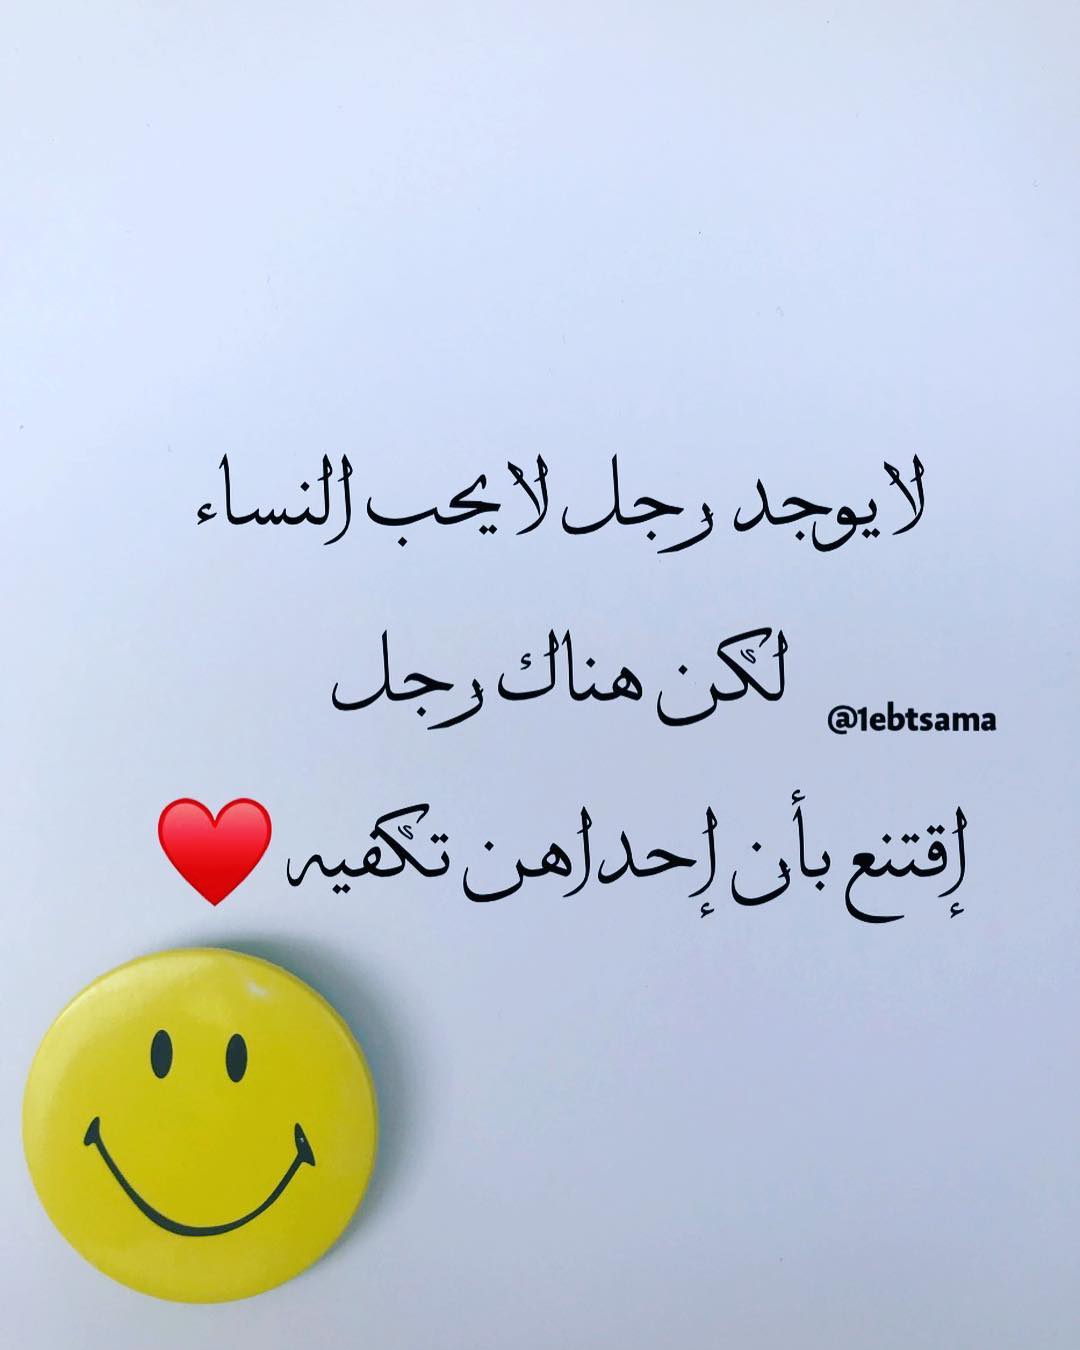 لا يوجد رجل لا يحب النساء
لكن هناك رجل
@1ebtsama
إقتنع بأن إحداهن تكفيه ♥️